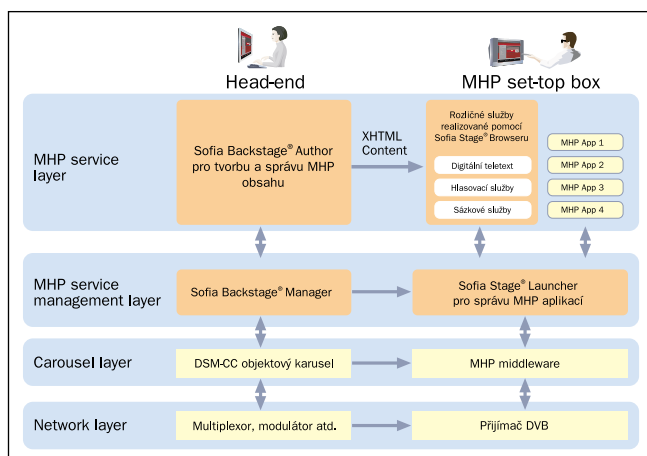 Head-end
MHP set-top box
MHP service
layer
Sofia Backstage® Author
pro tvorbu a správu MHP
obsahu
XHTML
Content
Rozličné služby
realizované pomocí
Sofia Stage® Browseru
Digitální teletext
Hlasovací služby
Sázkové služby
MHP App 1
MHP App 2
MHP App 3
MHP App 4
MHP service
management layer
Sofia Backstage® Manager
Sofia Stage® Launcher
pro správu MHP aplikací
Carousel layer
DSM-CC objektový karusel
MHP middleware
Network layer
Multiplexor, modulátor atd.
Přijímač DVB